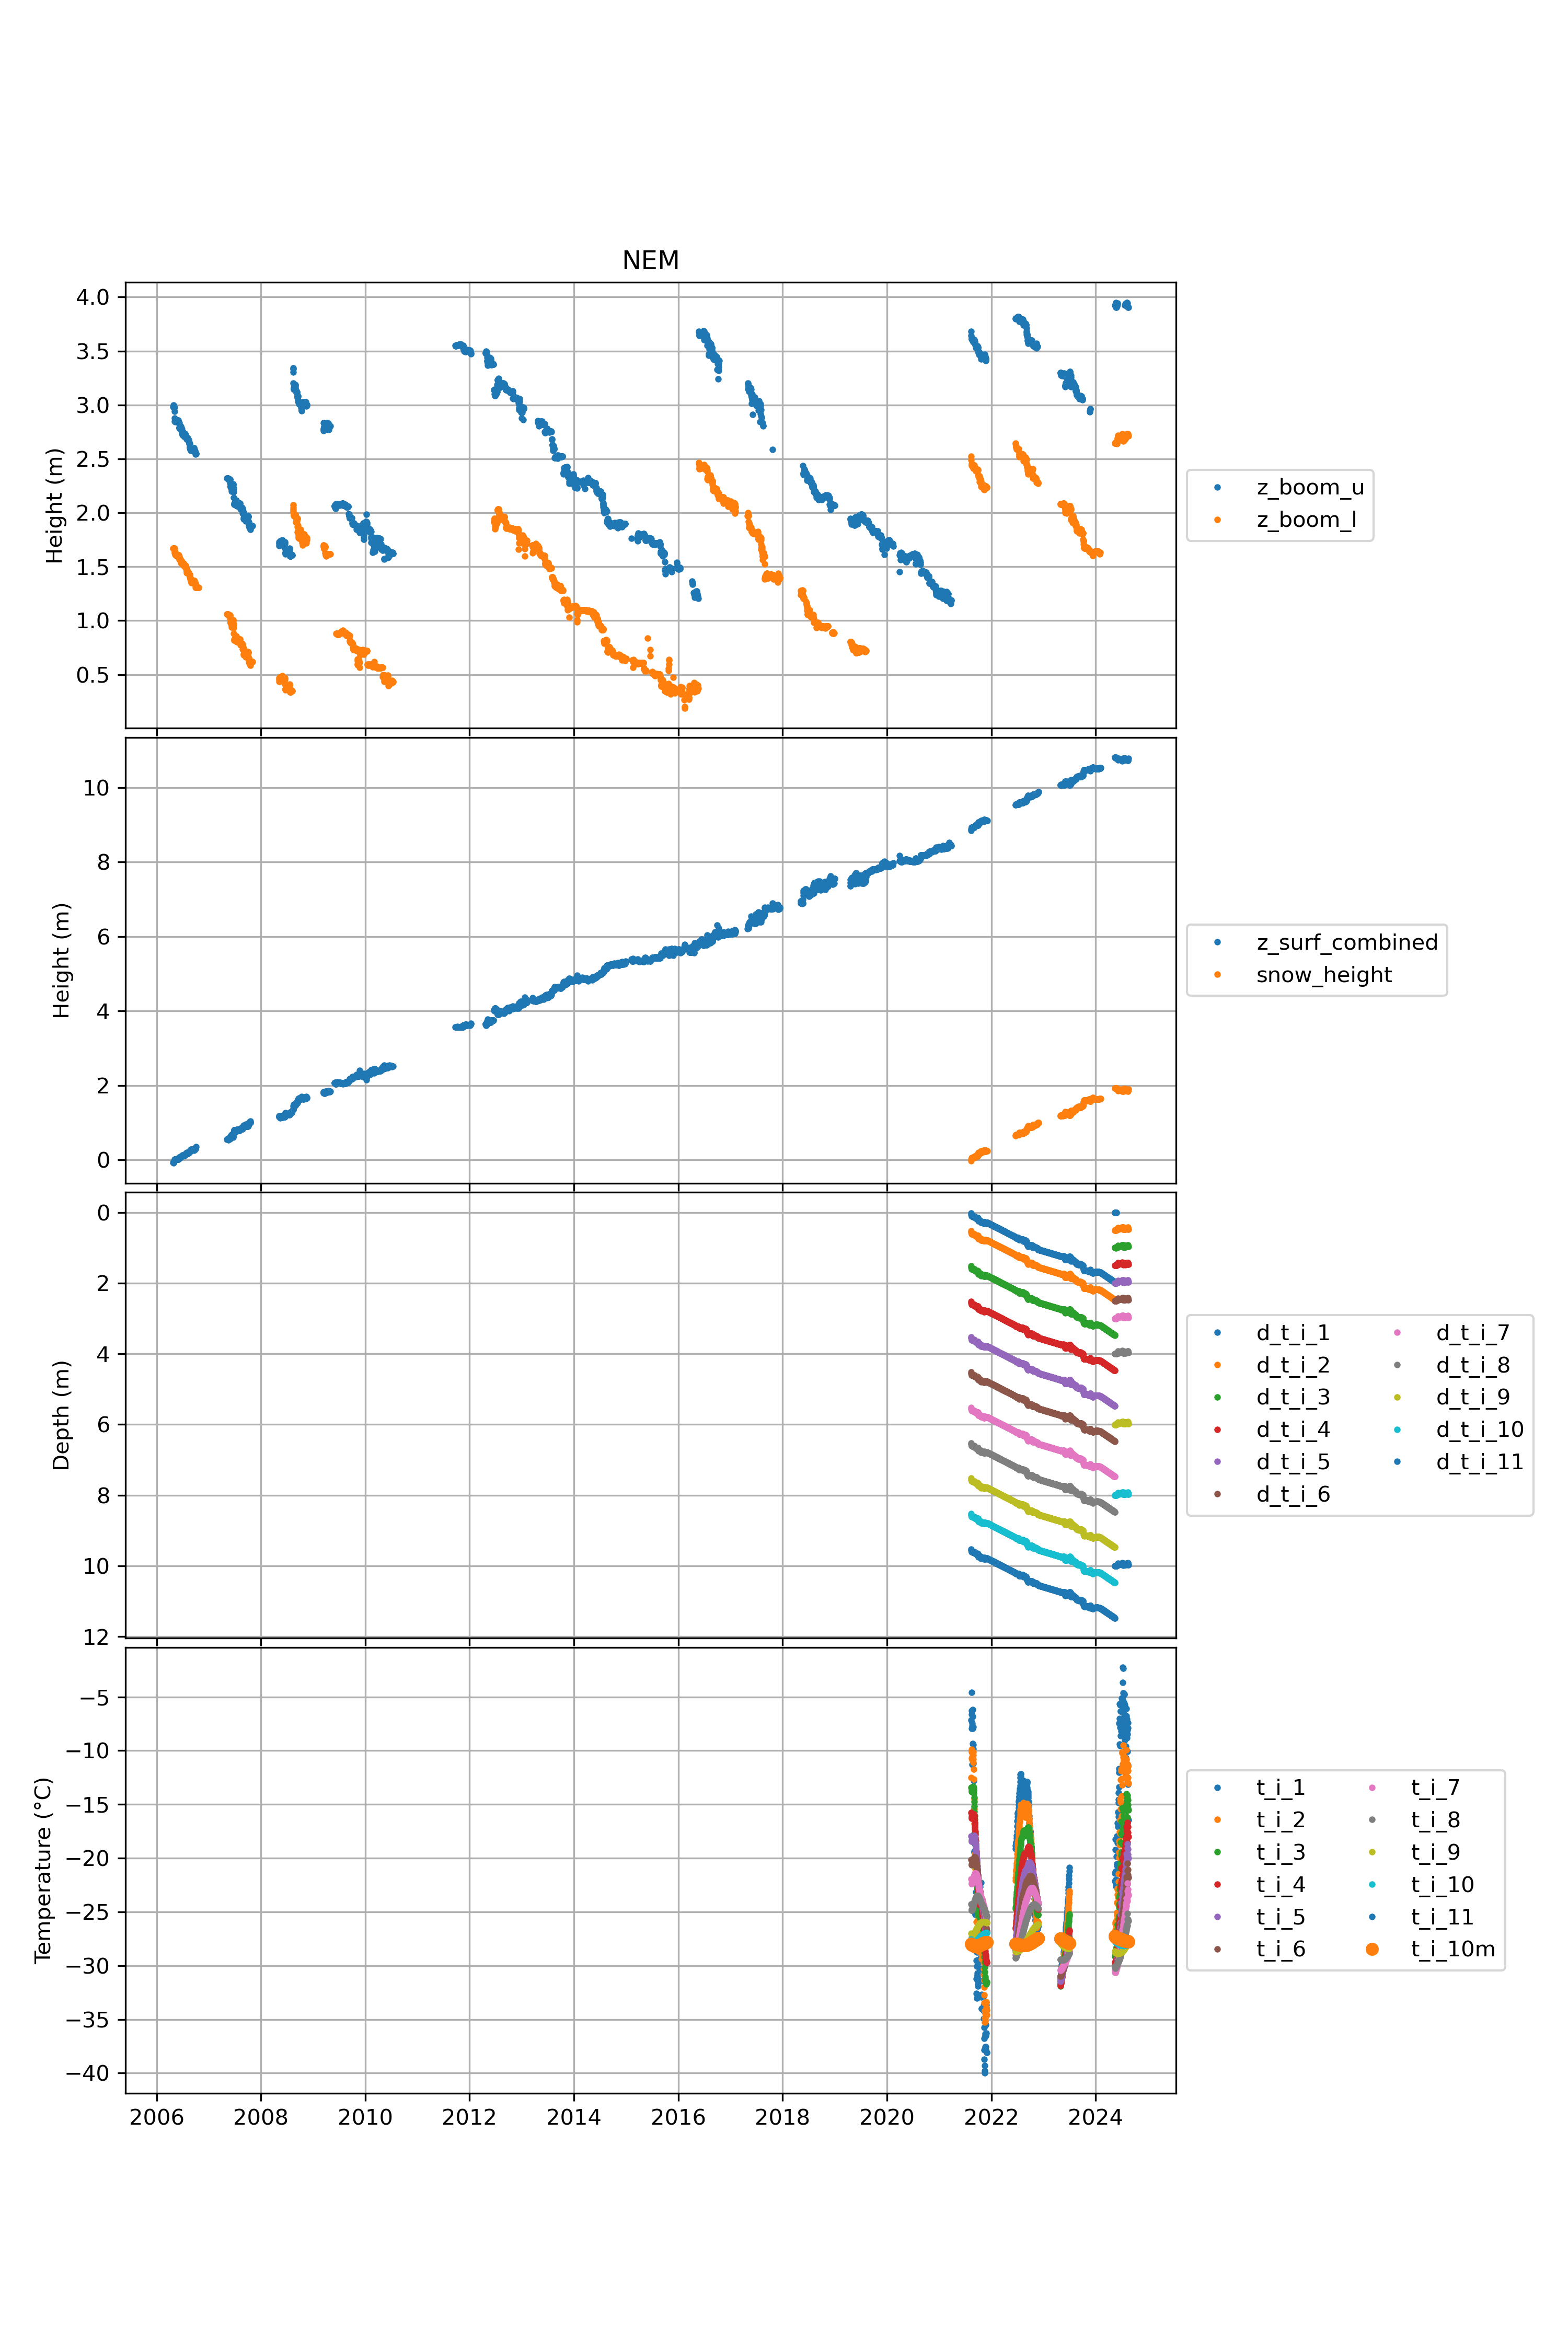 NEM
4.0
3.5
3.0
2.5
2.0
1.5
1.0
0.5
Height (m)
z_boom_u
z_boom_l
10
8
6
4
2
0
Height (m)
z_surf_combined
snow_height
0
2
4
6
8
10
12
Depth (m)
d_t_i_1
d_t_i_2
d_t_i_3
d_t_i_4
d_t_i_5
d_t_i_6
d_t_i_7
d_t_i_8
d_t_i_9
d_t_i_10
d_t_i_11
−5
−10
−15
−20
−25
−30
−35
−40
Temperature (°C)
t_i_1
t_i_2
t_i_3
t_i_4
t_i_5
t_i_6
t_i_7
t_i_8
t_i_9
t_i_10
t_i_11
t_i_10m
2006 2008 2010 2012 2014 2016 2018 2020 2022 2024